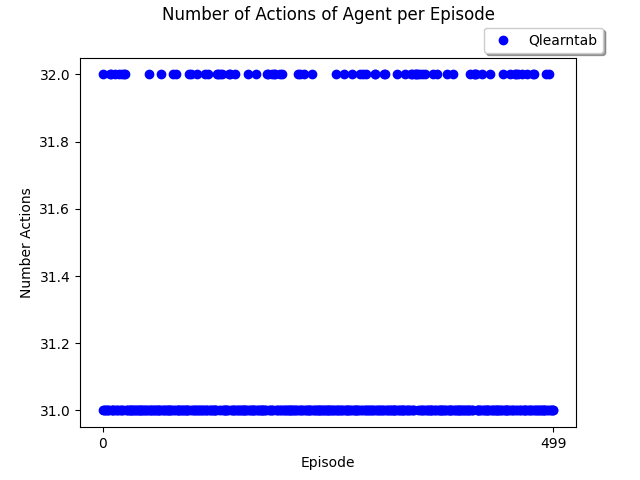 Number of Actions of Agent per Episode
Qlearntab
32.0
31.8
31.6
31.4
31.2
31.0
Number Actions
0
499
Episode